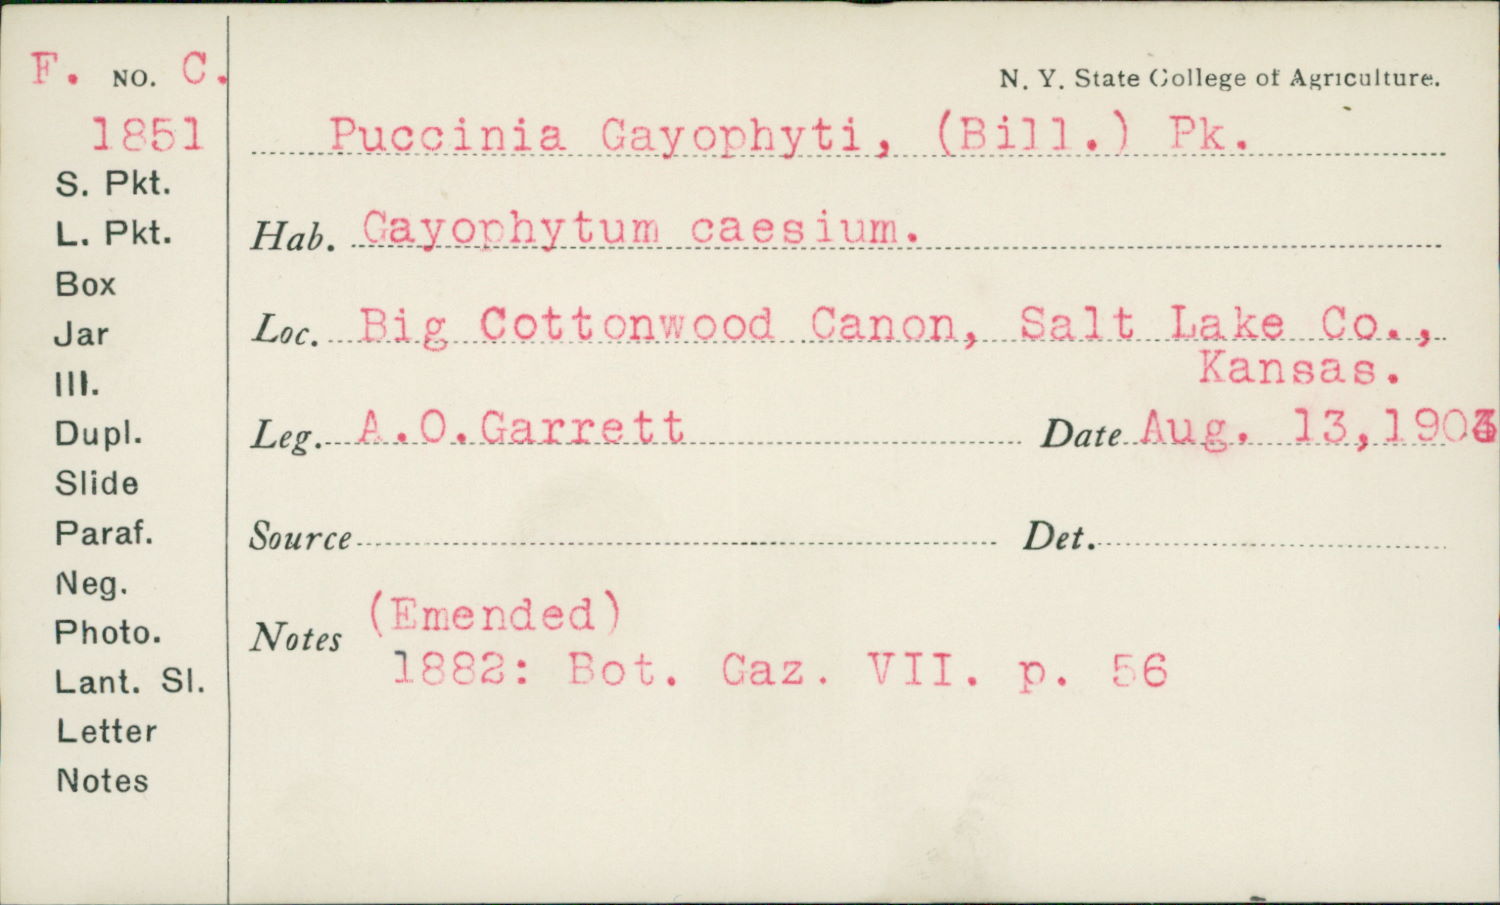 F. NO. C.
N. Y. State College of Agriculture.
1851
Puccinia Gayophyti, (Bill.) Pk.
S. Pkt.
L. Pkt.
Hab. Gayophytum caesium.
Box
Jar
Loc. Big Cottonwood Canon, Salt Lake Co.,
Kansas.
Ill.
Dupl.
Leg. A.O.Garrett Date Aug. 13,1904
Slide
Paraf.
Source Det.
Neg.
Photo.
Notes (Emended)
1882: Bot. Gaz. VII. p. 56
Lant. Sl.
Letter
Notes